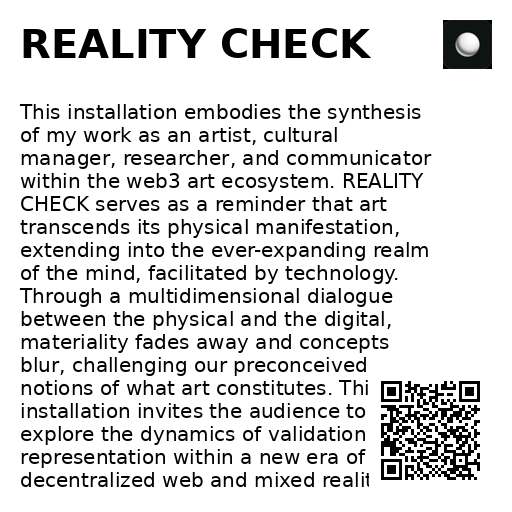 REALITY CHECK
This installation embodies the synthesis
of my work as an artist, cultural
manager, researcher, and communicator
within the web3 art ecosystem. REALITY
CHECK serves as a reminder that art
transcends its physical manifestation,
extending into the ever-expanding realm
of the mind, facilitated by technology.
Through a multidimensional dialogue
between the physical and the digital,
materiality fades away and concepts
blur, challenging our preconceived
notions of what art constitutes. Thi
installation invites the audience to
explore the dynamics of validation
representation within a new era of
decentralized web and mixed realit